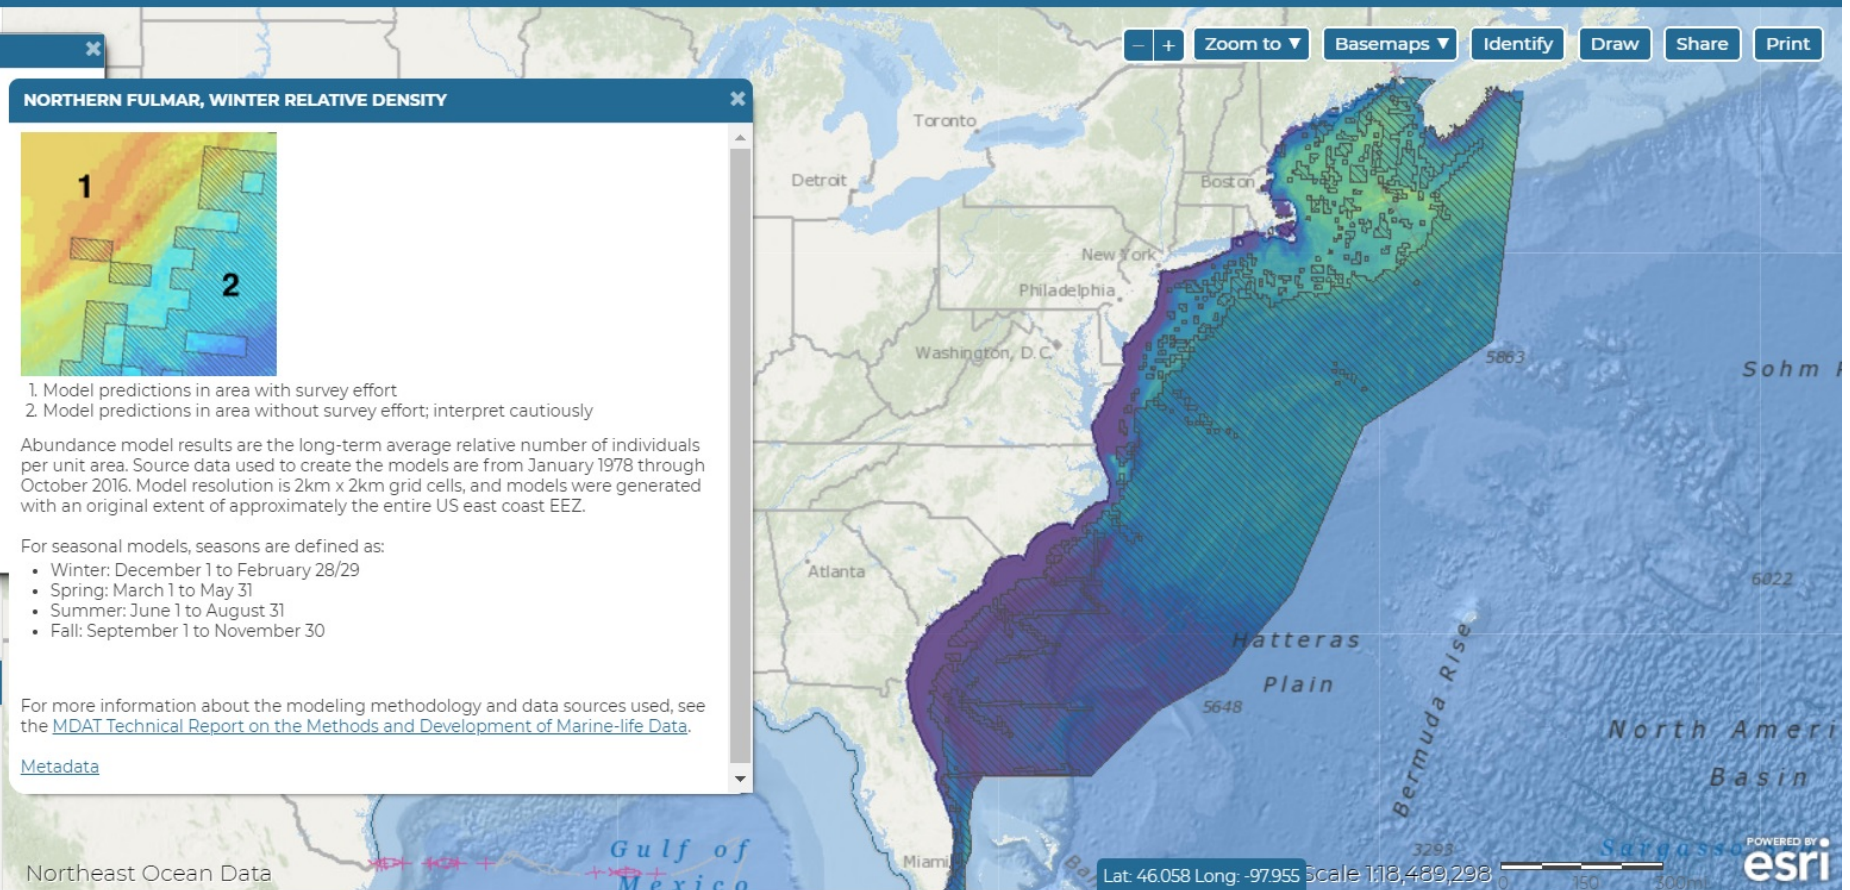 − + Zoom to ▼ Basemaps ▼ Identify Draw Share Print
NORTHERN FULMAR, WINTER RELATIVE DENSITY
1
2
1. Model predictions in area with survey effort
2. Model predictions in area without survey effort; interpret cautiously
Abundance model results are the long-term average relative number of individuals
per unit area. Source data used to create the models are from January 1978 through
October 2016. Model resolution is 2km x 2km grid cells, and models were generated
with an original extent of approximately the entire US east coast EEZ.
For seasonal models, seasons are defined as:
• Winter: December 1 to February 28/29
• Spring: March 1 to May 31
• Summer: June 1 to August 31
• Fall: September 1 to November 30
For more information about the modeling methodology and data sources used, see
the MDAT Technical Report on the Methods and Development of Marine-life Data.
Metadata
Toronto
Detroit
Boston
New York
Philadelphia
Washington, D.C.
Atlanta
Miami
5863
Sohm
6022
Hatteras
Plain
5648
Bermuda Rise
North Ameri
Basin
3293
Sargasso
Gulf of
Mexico
Northeast Ocean Data
Lat: 46.058 Long: -97.955
Scale 1:18,489,298
0 150 300mi
POWERED BY
esri